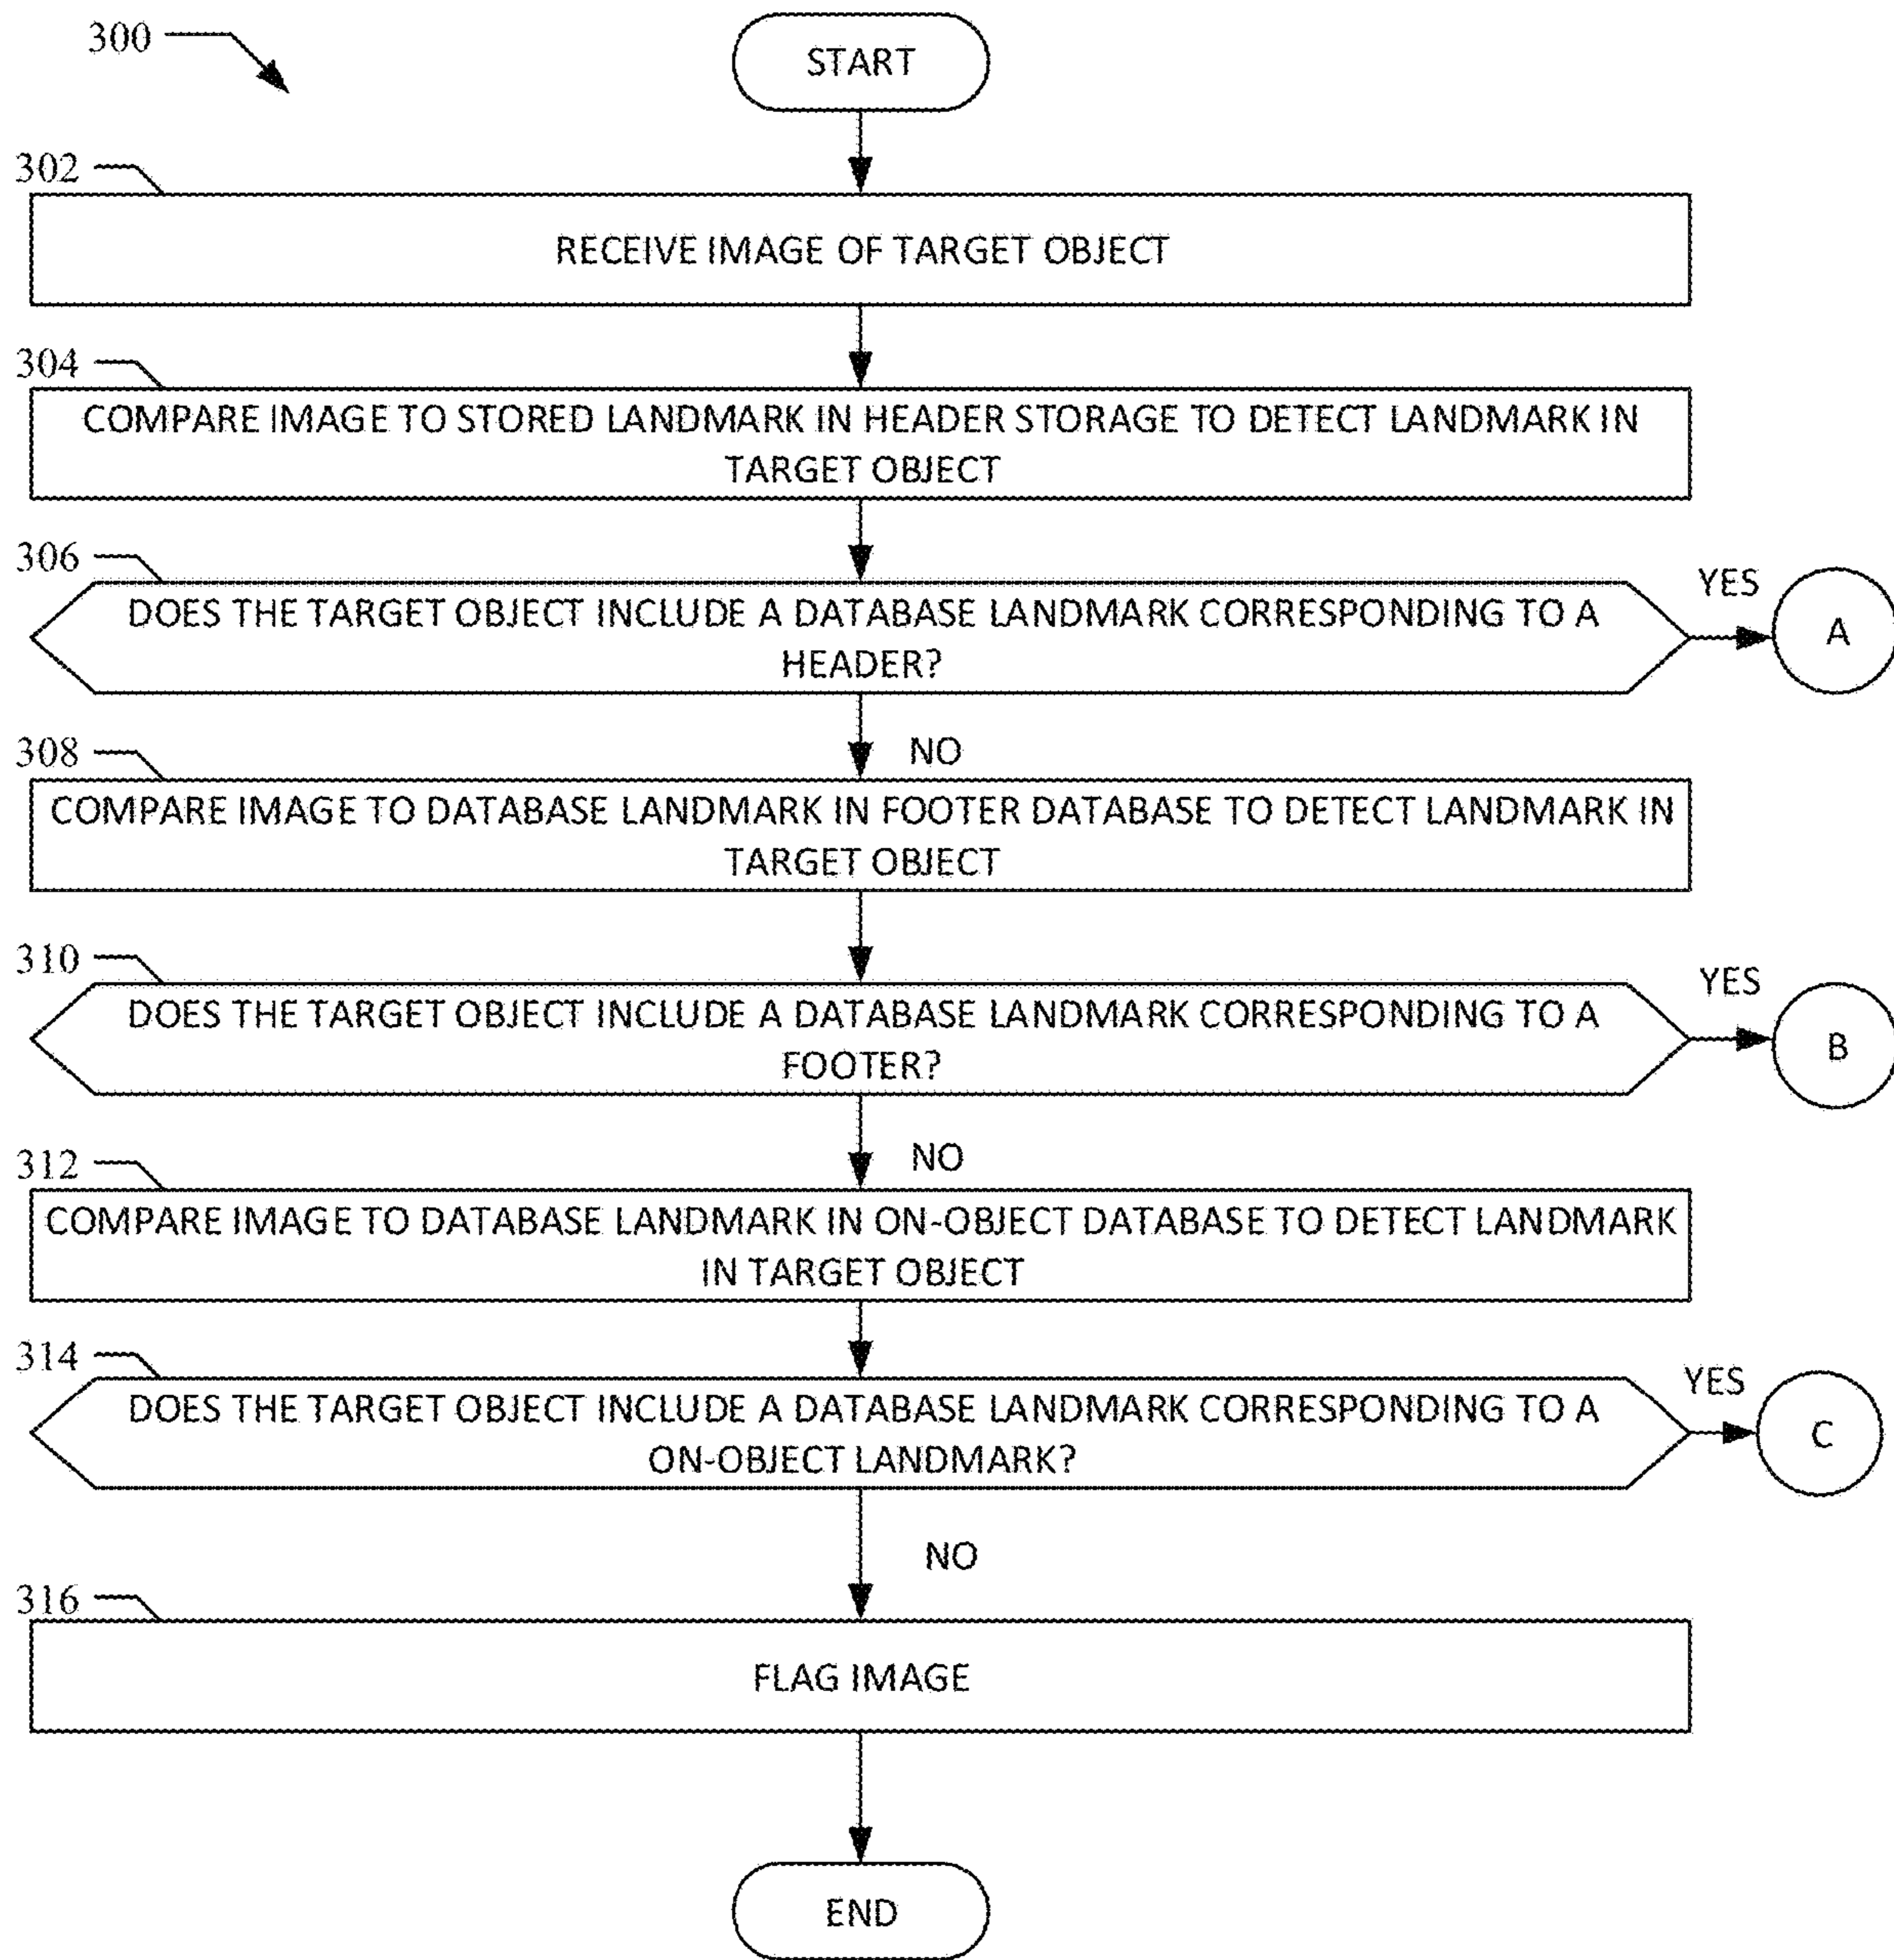 300
START
302
RECEIVE IMAGE OF TARGET OBJECT
304
COMPARE IMAGE TO STORED LANDMARK IN HEADER STORAGE TO DETECT LANDMARK IN
TARGET OBJECT
306
DOES THE TARGET OBJECT INCLUDE A DATABASE LANDMARK CORRESPONDING TO A
HEADER?
YES
A
NO
308
COMPARE IMAGE TO DATABASE LANDMARK IN FOOTER DATABASE TO DETECT LANDMARK IN
TARGET OBJECT
310
DOES THE TARGET OBJECT INCLUDE A DATABASE LANDMARK CORRESPONDING TO A
FOOTER?
YES
B
NO
312
COMPARE IMAGE TO DATABASE LANDMARK IN ON-OBJECT DATABASE TO DETECT LANDMARK
IN TARGET OBJECT
314
DOES THE TARGET OBJECT INCLUDE A DATABASE LANDMARK CORRESPONDING TO A
ON-OBJECT LANDMARK?
YES
C
NO
316
FLAG IMAGE
END